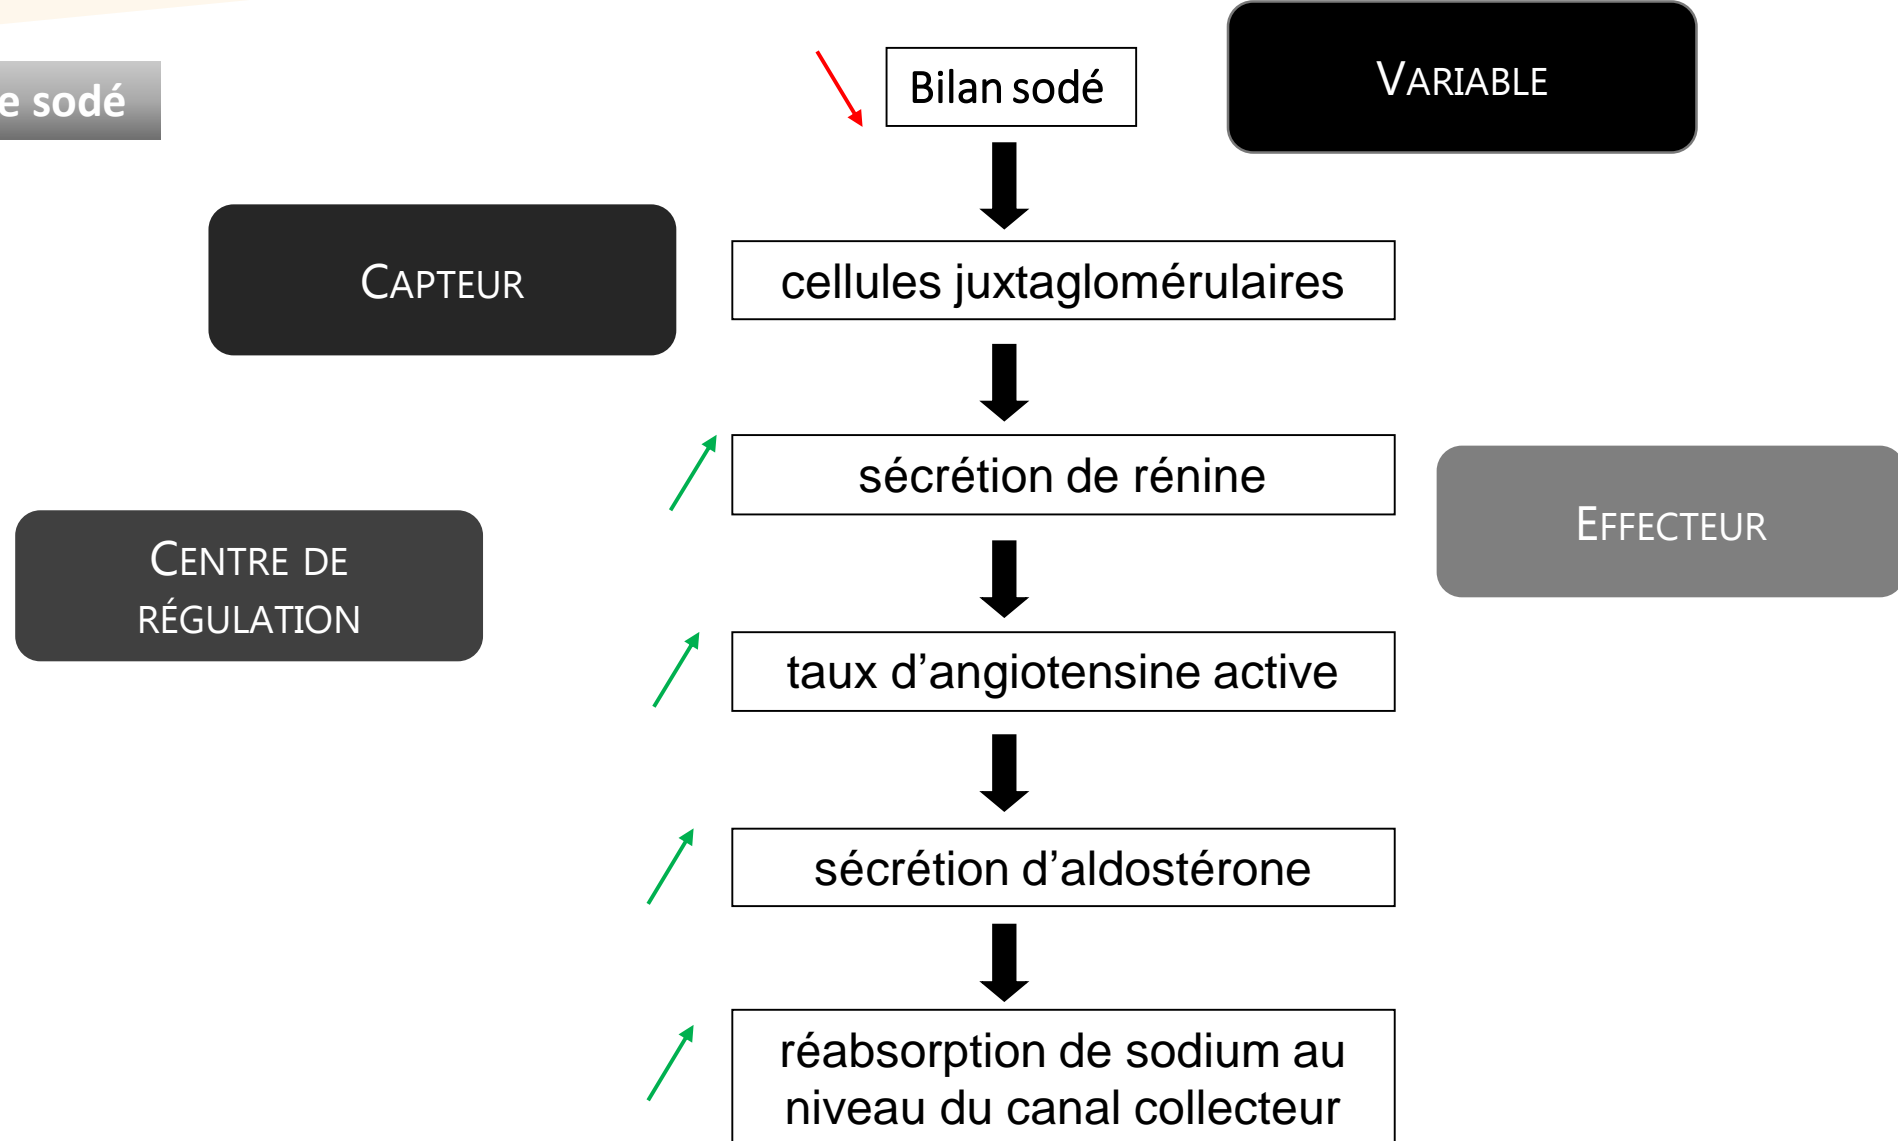 Bilan sodé
VARIABLE
e sodé
CAPTEUR
cellules juxtaglomérulaires
sécrétion de rénine
EFFECTEUR
CENTRE DE
RÉGULATION
taux d’angiotensine active
sécrétion d’aldostérone
réabsorption de sodium au
niveau du canal collecteur